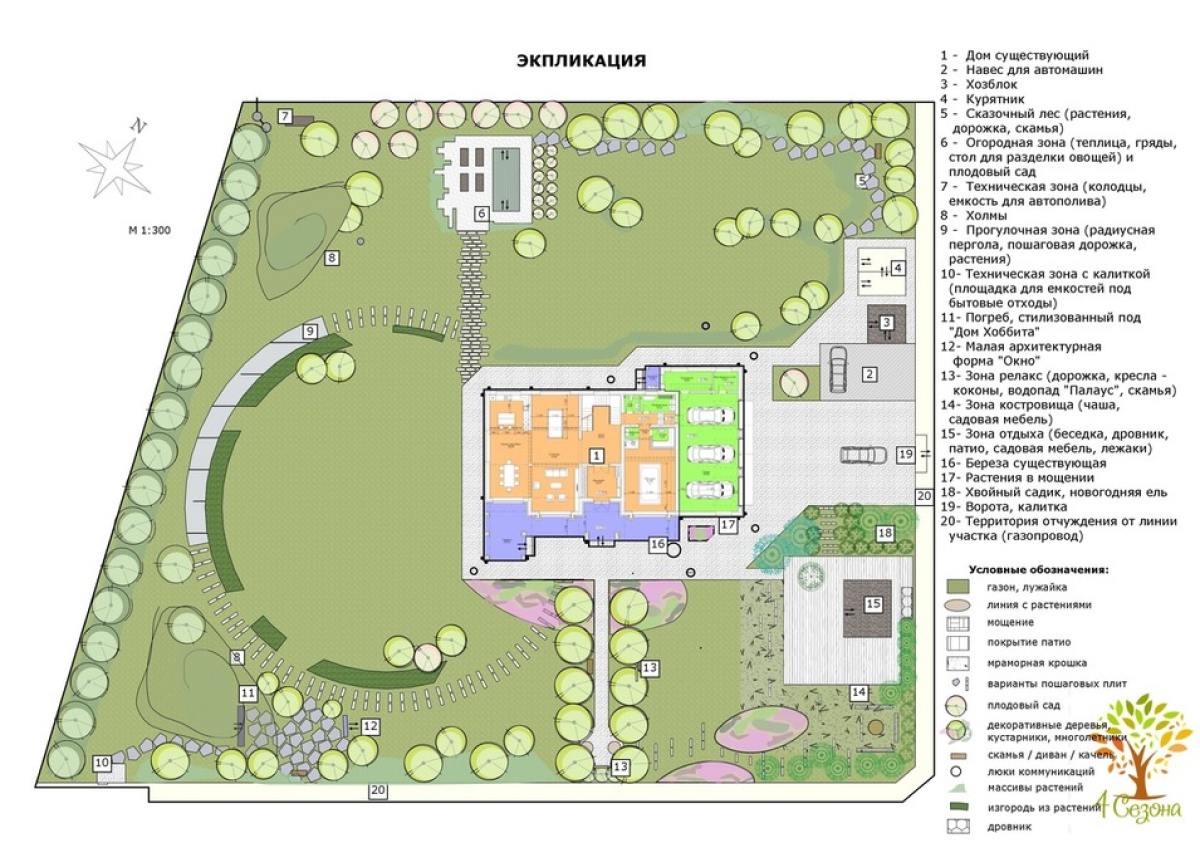 ЭКПЛИКАЦИЯ
N
М 1:300
1 - Дом существующий
2 - Навес для автомашин
3 - Хозблок
4 - Курятник
5 - Сказочный лес (растения,
дорожка, скамья)
6 - Огородная зона (теплица, гряды,
стол для разделки овощей) и
плодовый сад
7 - Техническая зона (колодцы,
емкость для автополива)
8 - Холмы
9 - Прогулочная зона (радиусная
пергола, пошаговая дорожка,
растения)
10- Техническая зона с калиткой
(площадка для емкостей под
бытовые отходы)
11- Погреб, стилизованный под
"Дом Хоббита"
12- Малая архитектурная
форма "Окно"
13- Зона релакс (дорожка, кресла -
коконы, водопад "Палаус", скамья)
14- Зона костровища (чаша,
садовая мебель)
15- Зона отдыха (беседка, дровник,
патио, садовая мебель, лежаки)
16- Береза существующая
17- Растения в мощении
18- Хвойный садик, новогодняя ель
19- Ворота, калитка
20- Территория отчуждения от линии
участка (газопровод)
Условные обозначения:
газон, лужайка
линия с растениями
мощение
покрытие патио
мраморная крошка
варианты пошаговых плит
плодовый сад
декоративные деревья,
кустарники, многолетники
скамья / диван / качель
люки коммуникаций
массивы растений
изгородь из растений
дровник
4 Сезона
7
6
5
8
4
9
3
2
1
19
20
17
16
18
15
8
13
14
11
12
10
13
20